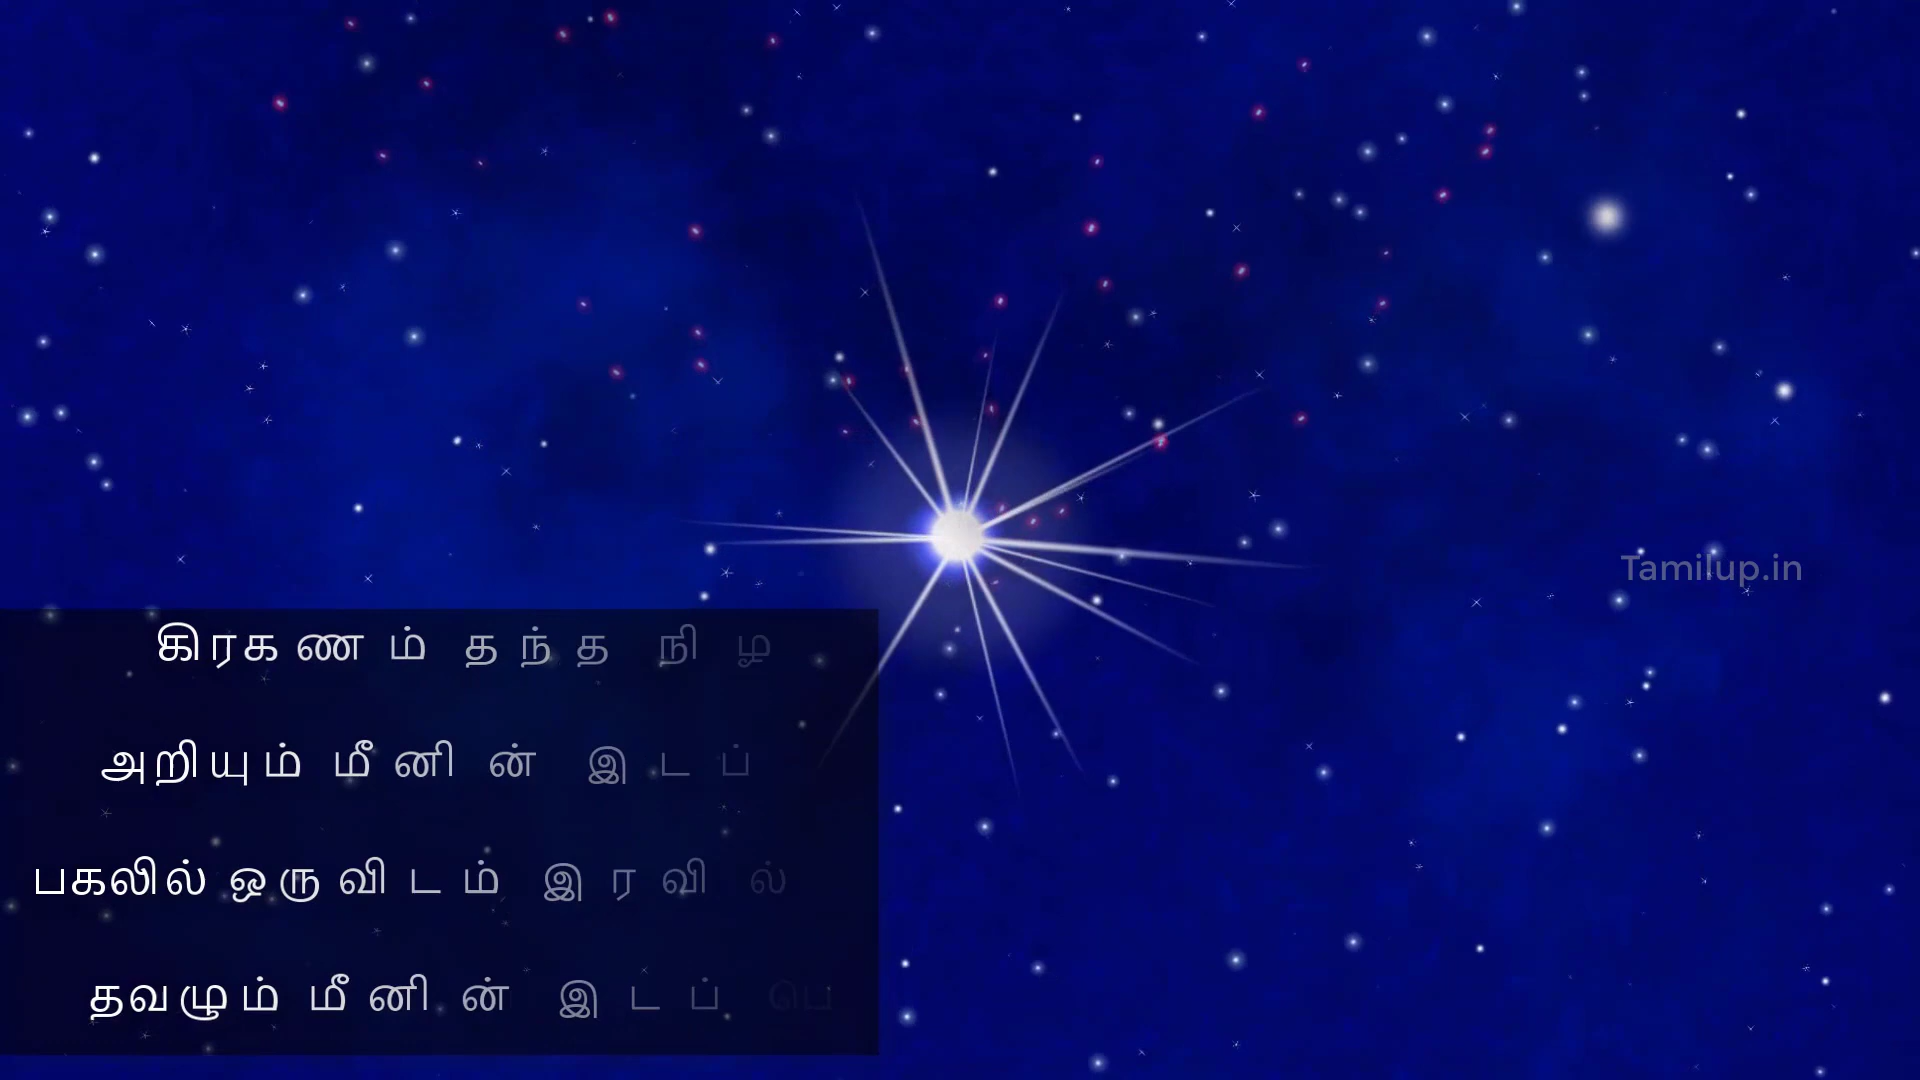 கிரகணம் தந்த நிழ
அறியும் மீனின் இடப்
பகலில் ஒருவிடம் இரவில்
தவழும் மீனின் இடப் பெ
Tamilup.in